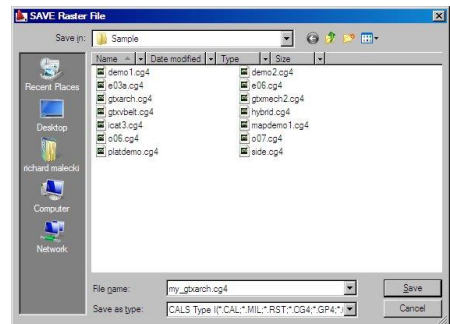 SAVE Raster File
Save in: Sample
Name Date modified Type Size
demo1.cg4 demo2.cg4
e03a.cg4 e06.cg4
gtxarch.cg4 gtxmech2.cg4
gtxvbelt.cg4 hybrid.cg4
icat3.cg4 mapdemo1.cg4
o06.cg4 o07.cg4
platdemo.cg4 side.cg4
Recent Places
Desktop
richard malecki
Computer
Network
File name: my_gtxarch.cg4 Save
Save as type: CALS Type I(*.CAL;*.MIL;*.RST;*.CG4;*.GP4;*. Cancel